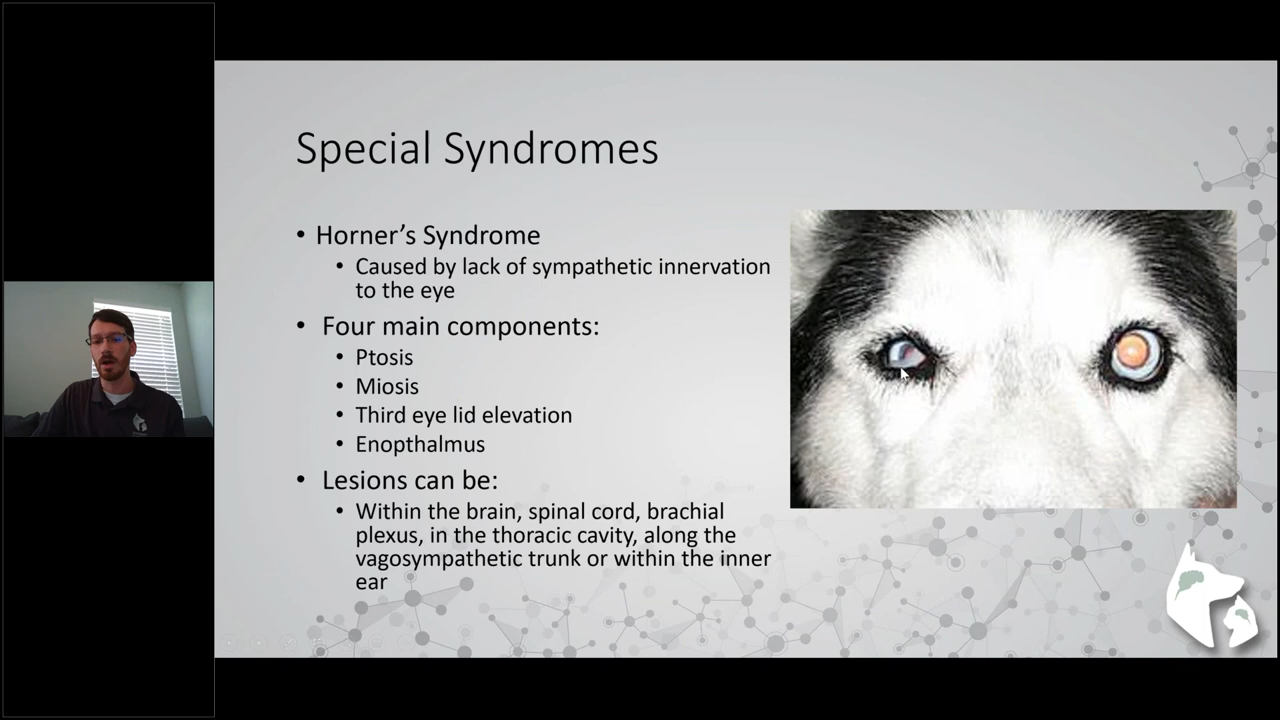 Special Syndromes
• Horner's Syndrome
• Caused by lack of sympathetic innervation
to the eye
• Four main components:
• Ptosis
• Miosis
• Third eye lid elevation
• Enopthalmus
• Lesions can be:
• Within the brain, spinal cord, brachial
plexus, in the thoracic cavity, along the
vagosympathetic trunk or within the inner
ear